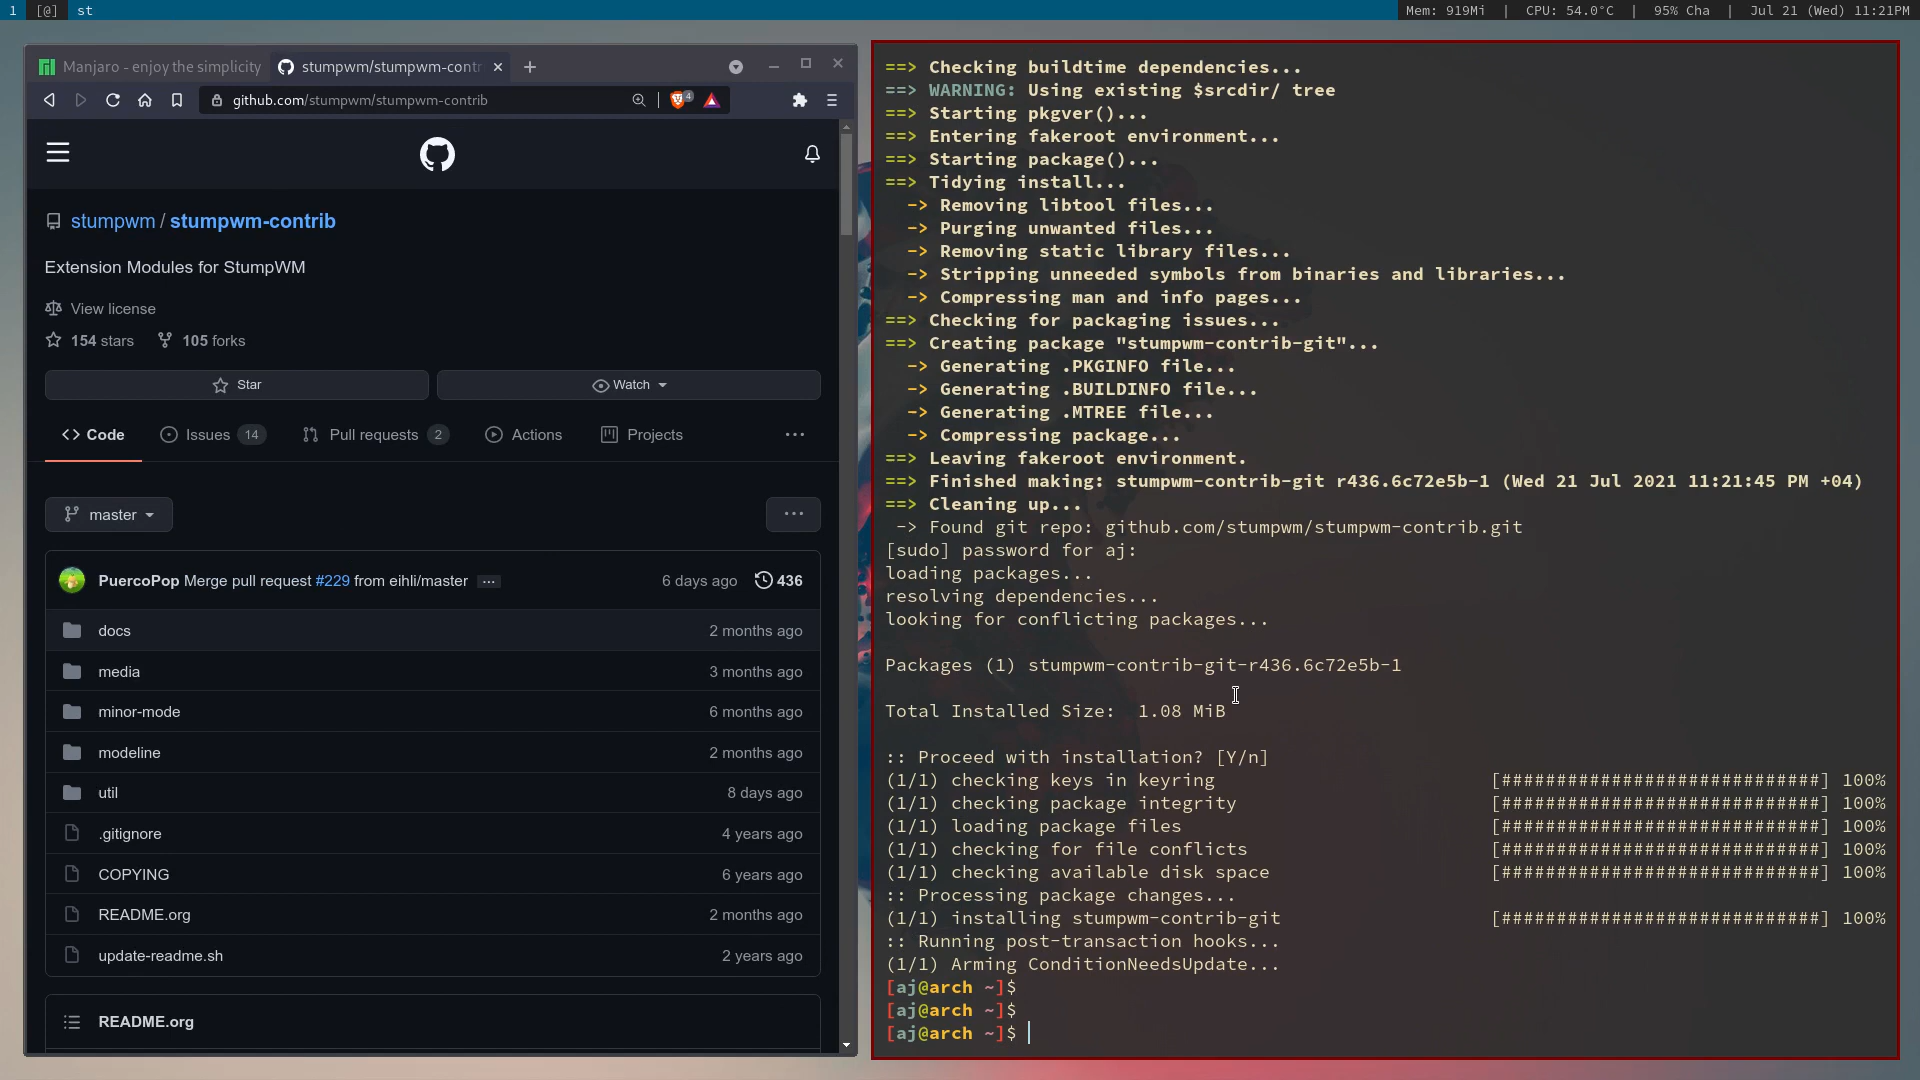 1 [@] st
Mem: 919Mi | CPU: 54.0°C | 95% Cha | Jul 21 (Wed) 11:21PM
Manjaro - enjoy the simplicity
stumpwm/stumpwm-contr
github.com/stumpwm/stumpwm-contrib
4
stumpwm / stumpwm-contrib
Extension Modules for StumpWM
View license
154 stars 105 forks
Star
Watch
Code Issues 14 Pull requests 2 Actions Projects ...
master
...
PuercoPop Merge pull request #229 from eihli/master ... 6 days ago 436
docs 2 months ago
media 3 months ago
minor-mode 6 months ago
modeline 2 months ago
util 8 days ago
.gitignore 4 years ago
COPYING 6 years ago
README.org 2 months ago
update-readme.sh 2 years ago
README.org
==> Checking buildtime dependencies...
==> WARNING: Using existing $srcdir/ tree
==> Starting pkgver()...
==> Entering fakeroot environment...
==> Starting package()...
==> Tidying install...
  -> Removing libtool files...
  -> Purging unwanted files...
  -> Removing static library files...
  -> Stripping unneeded symbols from binaries and libraries...
  -> Compressing man and info pages...
==> Checking for packaging issues...
==> Creating package "stumpwm-contrib-git"...
  -> Generating .PKGINFO file...
  -> Generating .BUILDINFO file...
  -> Generating .MTREE file...
  -> Compressing package...
==> Leaving fakeroot environment.
==> Finished making: stumpwm-contrib-git r436.6c72e5b-1 (Wed 21 Jul 2021 11:21:45 PM +04)
==> Cleaning up...
 -> Found git repo: github.com/stumpwm/stumpwm-contrib.git
[sudo] password for aj:
loading packages...
resolving dependencies...
looking for conflicting packages...
Packages (1) stumpwm-contrib-git-r436.6c72e5b-1
Total Installed Size:  1.08 MiB
:: Proceed with installation? [Y/n]
(1/1) checking keys in keyring [#############################] 100%
(1/1) checking package integrity [#############################] 100%
(1/1) loading package files [#############################] 100%
(1/1) checking for file conflicts [#############################] 100%
(1/1) checking available disk space [#############################] 100%
:: Processing package changes...
(1/1) installing stumpwm-contrib-git [#############################] 100%
:: Running post-transaction hooks...
(1/1) Arming ConditionNeedsUpdate...
[aj@arch ~]$
[aj@arch ~]$
[aj@arch ~]$